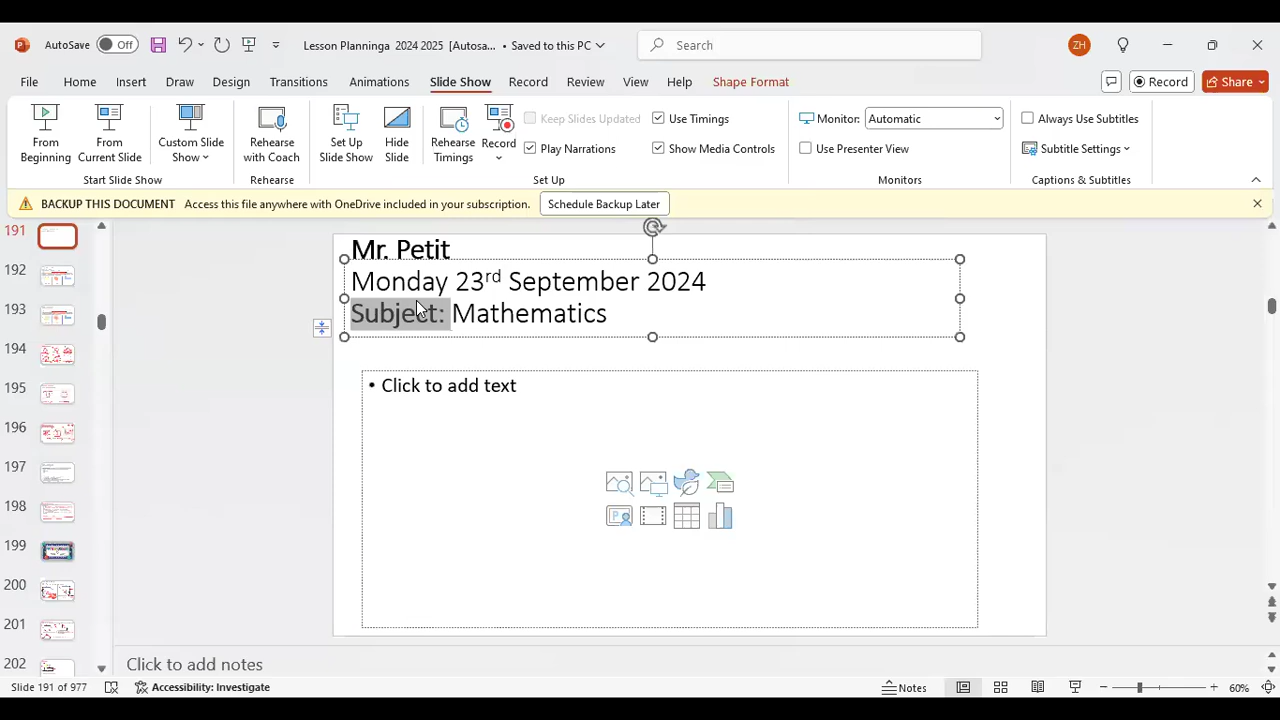 AutoSave Off Lesson Planninga 2024 2025 [Autosa... • Saved to this PC Search ZH
File Home Insert Draw Design Transitions Animations Slide Show Record Review View Help Shape Format Record Share
From Beginning
From Current Slide
Custom Slide Show
Start Slide Show
Rehearse with Coach
Rehearse
Set Up Slide Show
Hide Slide
Rehearse Timings
Record
Keep Slides Updated
Play Narrations
Use Timings
Show Media Controls
Set Up
Monitor: Automatic
Use Presenter View
Monitors
Always Use Subtitles
Subtitle Settings
Captions & Subtitles
BACKUP THIS DOCUMENT Access this file anywhere with OneDrive included in your subscription. Schedule Backup Later
191
192
193
194
195
196
197
198
199
200
201
202
Mr. Petit
Monday 23rd September 2024
Subject: Mathematics
• Click to add text
Click to add notes
Slide 191 of 977 Accessibility: Investigate Notes 60%